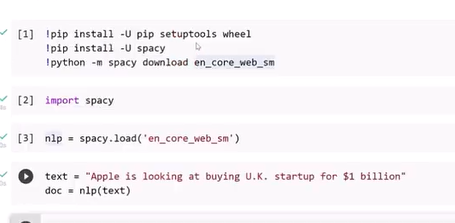 [1] !pip install -U pip setuptools wheel
!pip install -U spacy
!python -m spacy download en_core_web_sm
[2] import spacy
[3] nlp = spacy.load('en_core_web_sm')
text = "Apple is looking at buying U.K. startup for $1 billion"
doc = nlp(text)